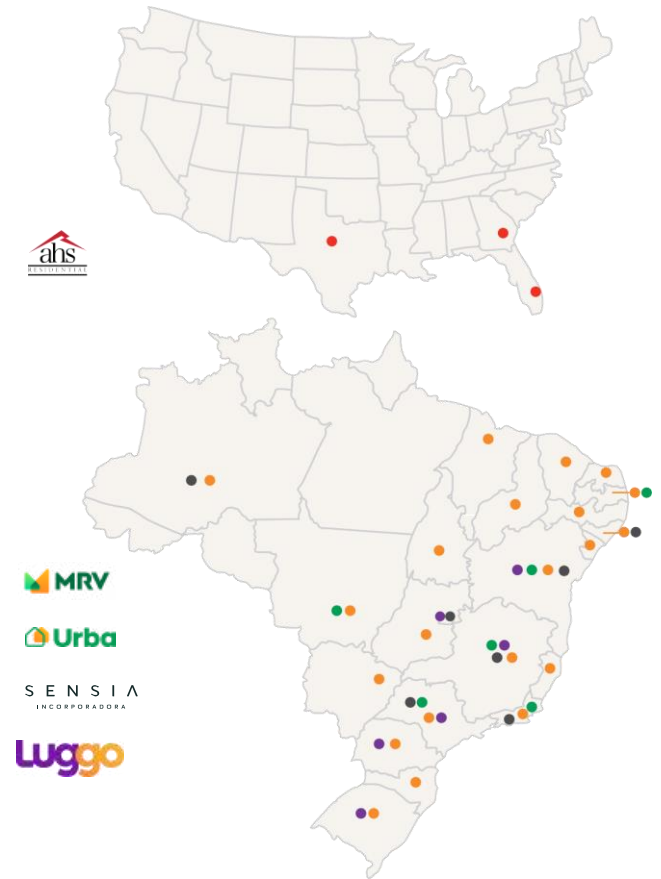 ahs
RESIDENTIAL
MRV
Urba
SENSIA
INCORPORADORA
Luggo